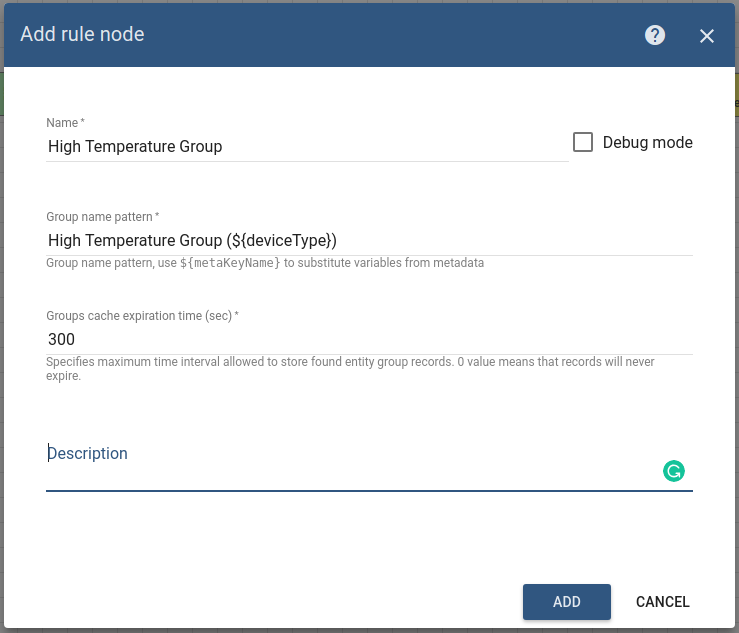 Add rule node
?
Name *
High Temperature Group
Debug mode
Group name pattern *
High Temperature Group (${deviceType})
Group name pattern, use ${metaKeyName} to substitute variables from metadata
Groups cache expiration time (sec) *
300
Specifies maximum time interval allowed to store found entity group records. 0 value means that records will never
expire.
Description
ADD
CANCEL